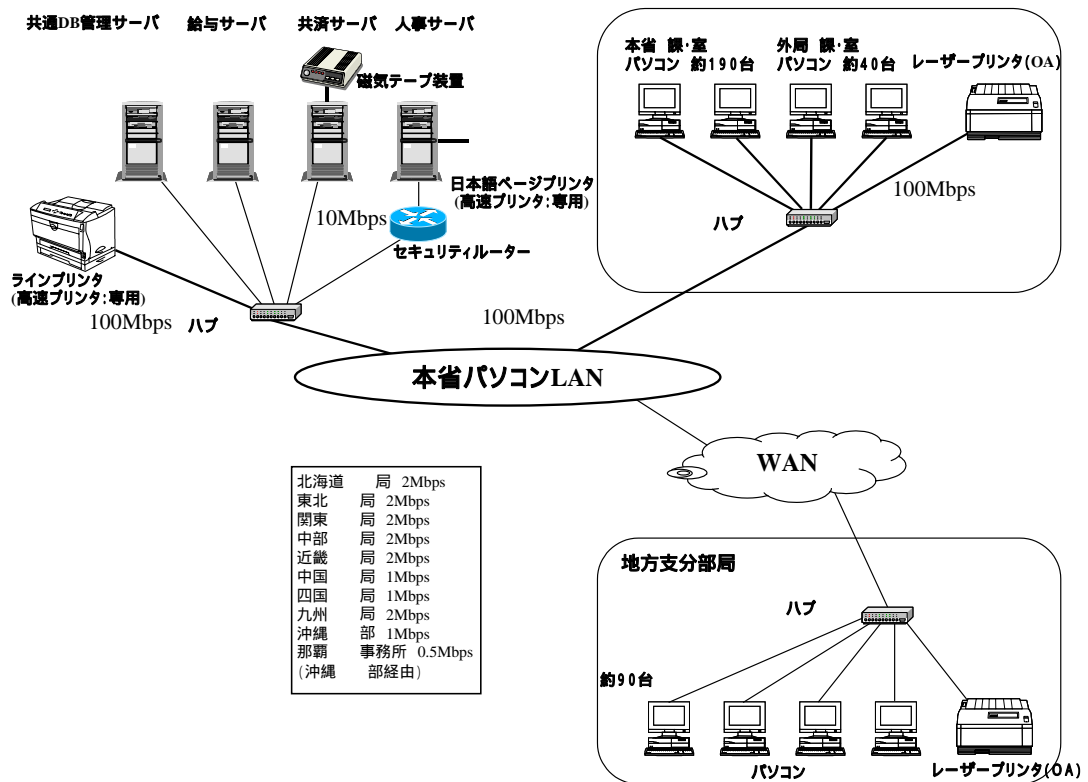 共通DB管理サーバ 給与サーバ 共済サーバ 人事サーバ
磁気テープ装置
日本語ページプリンタ
(高速プリンタ:専用)
10Mbps
セキュリティルーター
ラインプリンタ
(高速プリンタ:専用)
100Mbps ハブ
本省 課・室
パソコン 約190台
外局 課・室
パソコン 約40台
レーザープリンタ(OA)
100Mbps
ハブ
100Mbps
本省パソコンLAN
WAN
北海道 局 2Mbps
東北 局 2Mbps
関東 局 2Mbps
中部 局 2Mbps
近畿 局 2Mbps
中国 局 1Mbps
四国 局 1Mbps
九州 局 2Mbps
沖縄 部 1Mbps
那覇 事務所 0.5Mbps
(沖縄 部経由)
地方支分部局
ハブ
約90台
パソコン
レーザープリンタ(OA)